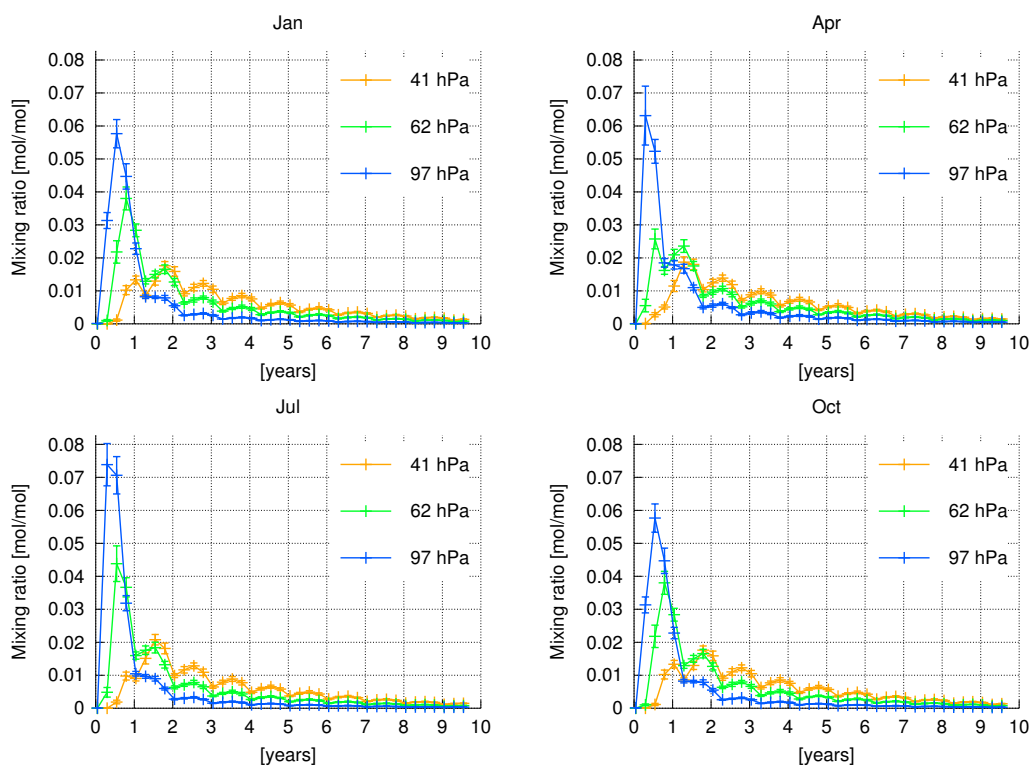 Jan
Mixing ratio [mol/mol]
0.08
0.07
0.06
0.05
0.04
0.03
0.02
0.01
0
41 hPa
62 hPa
97 hPa
0 1 2 3 4 5 6 7 8 9 10
[years]
Apr
Mixing ratio [mol/mol]
0.08
0.07
0.06
0.05
0.04
0.03
0.02
0.01
0
41 hPa
62 hPa
97 hPa
0 1 2 3 4 5 6 7 8 9 10
[years]
Jul
Mixing ratio [mol/mol]
0.08
0.07
0.06
0.05
0.04
0.03
0.02
0.01
0
41 hPa
62 hPa
97 hPa
0 1 2 3 4 5 6 7 8 9 10
[years]
Oct
Mixing ratio [mol/mol]
0.08
0.07
0.06
0.05
0.04
0.03
0.02
0.01
0
41 hPa
62 hPa
97 hPa
0 1 2 3 4 5 6 7 8 9 10
[years]